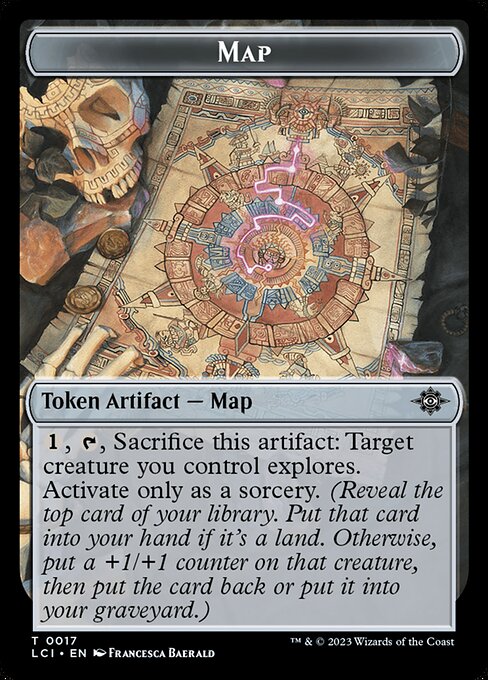 Map
Token Artifact — Map
1, T, Sacrifice this artifact: Target
creature you control explores.
Activate only as a sorcery. (Reveal the
top card of your library. Put that card
into your hand if it's a land. Otherwise,
put a +1/+1 counter on that creature,
then put the card back or put it into
your graveyard.)
T 0017
™ & © 2023 Wizards of the Coast
LCI • EN Francesca Baerald